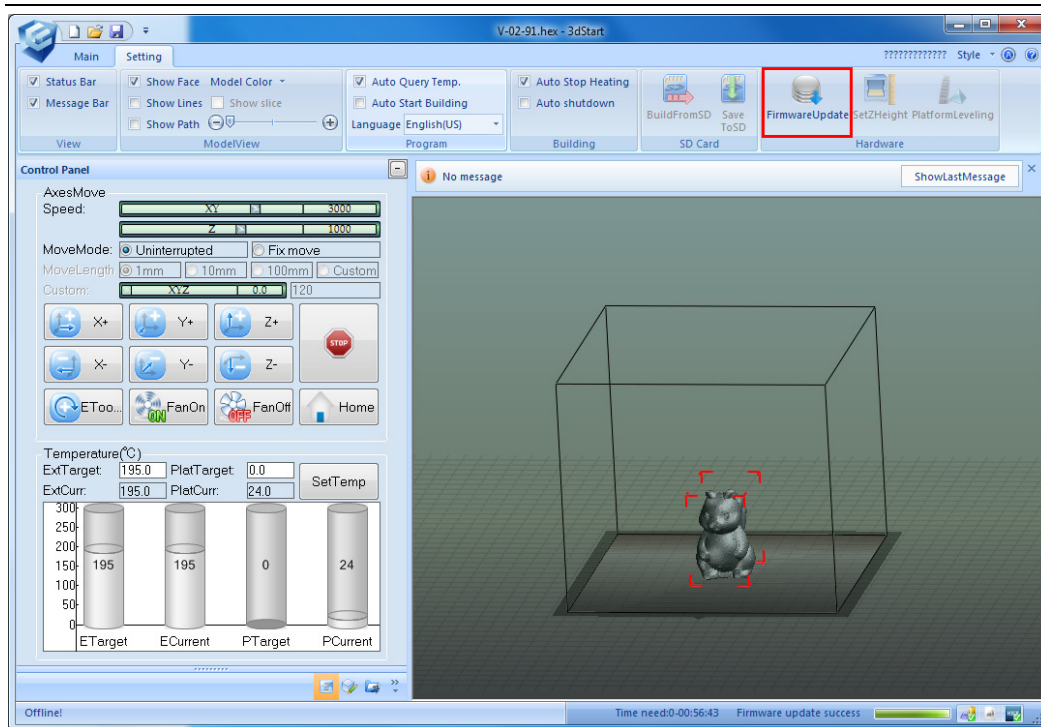 V-02-91.hex - 3dStart
Main Setting ????????????? Style
Status Bar Show Face Model Color Auto Query Temp. Auto Stop Heating
Message Bar Show Lines Show slice Auto Start Building Auto shutdown
Show Path Language English(US)
BuildFromSD Save ToSD FirmwareUpdate SetZHeight PlatformLeveling
View ModelView Program Building SD Card Hardware
Control Panel
No message ShowLastMessage
AxesMove
Speed: XY 3000
Z 1000
MoveMode: Uninterrupted Fix move
MoveLength 1mm 10mm 100mm Custom
Custom: XYZ 0.0 120
X+ Y+ Z+ STOP
X- Y- Z-
EToo... ON FanOn OFF FanOff Home
Temperature(°C)
ExtTarget: 195.0 PlatTarget: 0.0 SetTemp
ExtCurr: 195.0 PlatCurr: 24.0
300
250
200
150 195 195 0 24
100
50
0
ETarget ECurrent PTarget PCurrent
Offline! Time need:0-00:56:43 Firmware update success